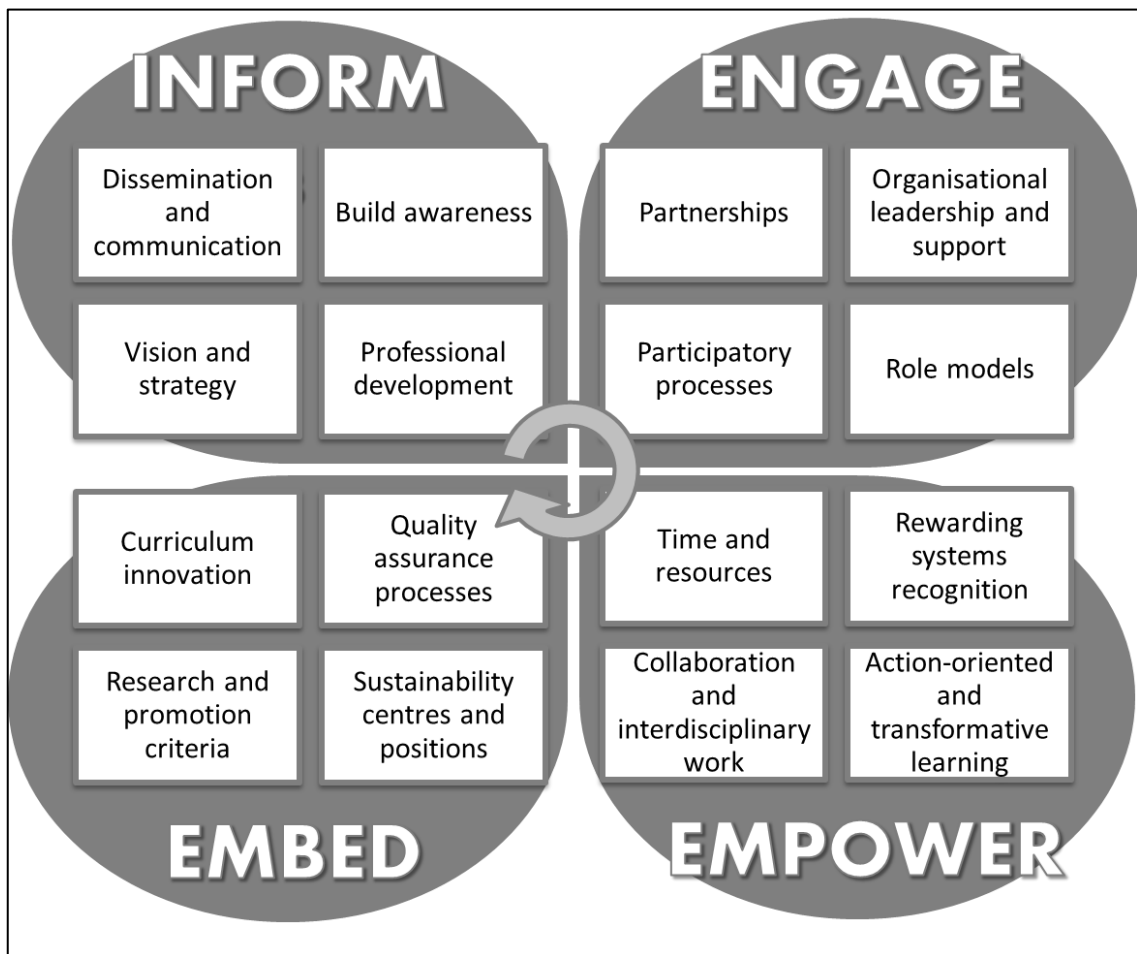 INFORM
Dissemination
and
communication
Build awareness
Vision and
strategy
Professional
development
ENGAGE
Partnerships
Organisational
leadership and
support
Participatory
processes
Role models
Curriculum
innovation
Quality
assurance
processes
Research and
promotion
criteria
Sustainability
centres and
positions
EMBED
Time and
resources
Rewarding
systems
recognition
Collaboration
and
interdisciplinary
work
Action-oriented
and
transformative
learning
EMPOWER